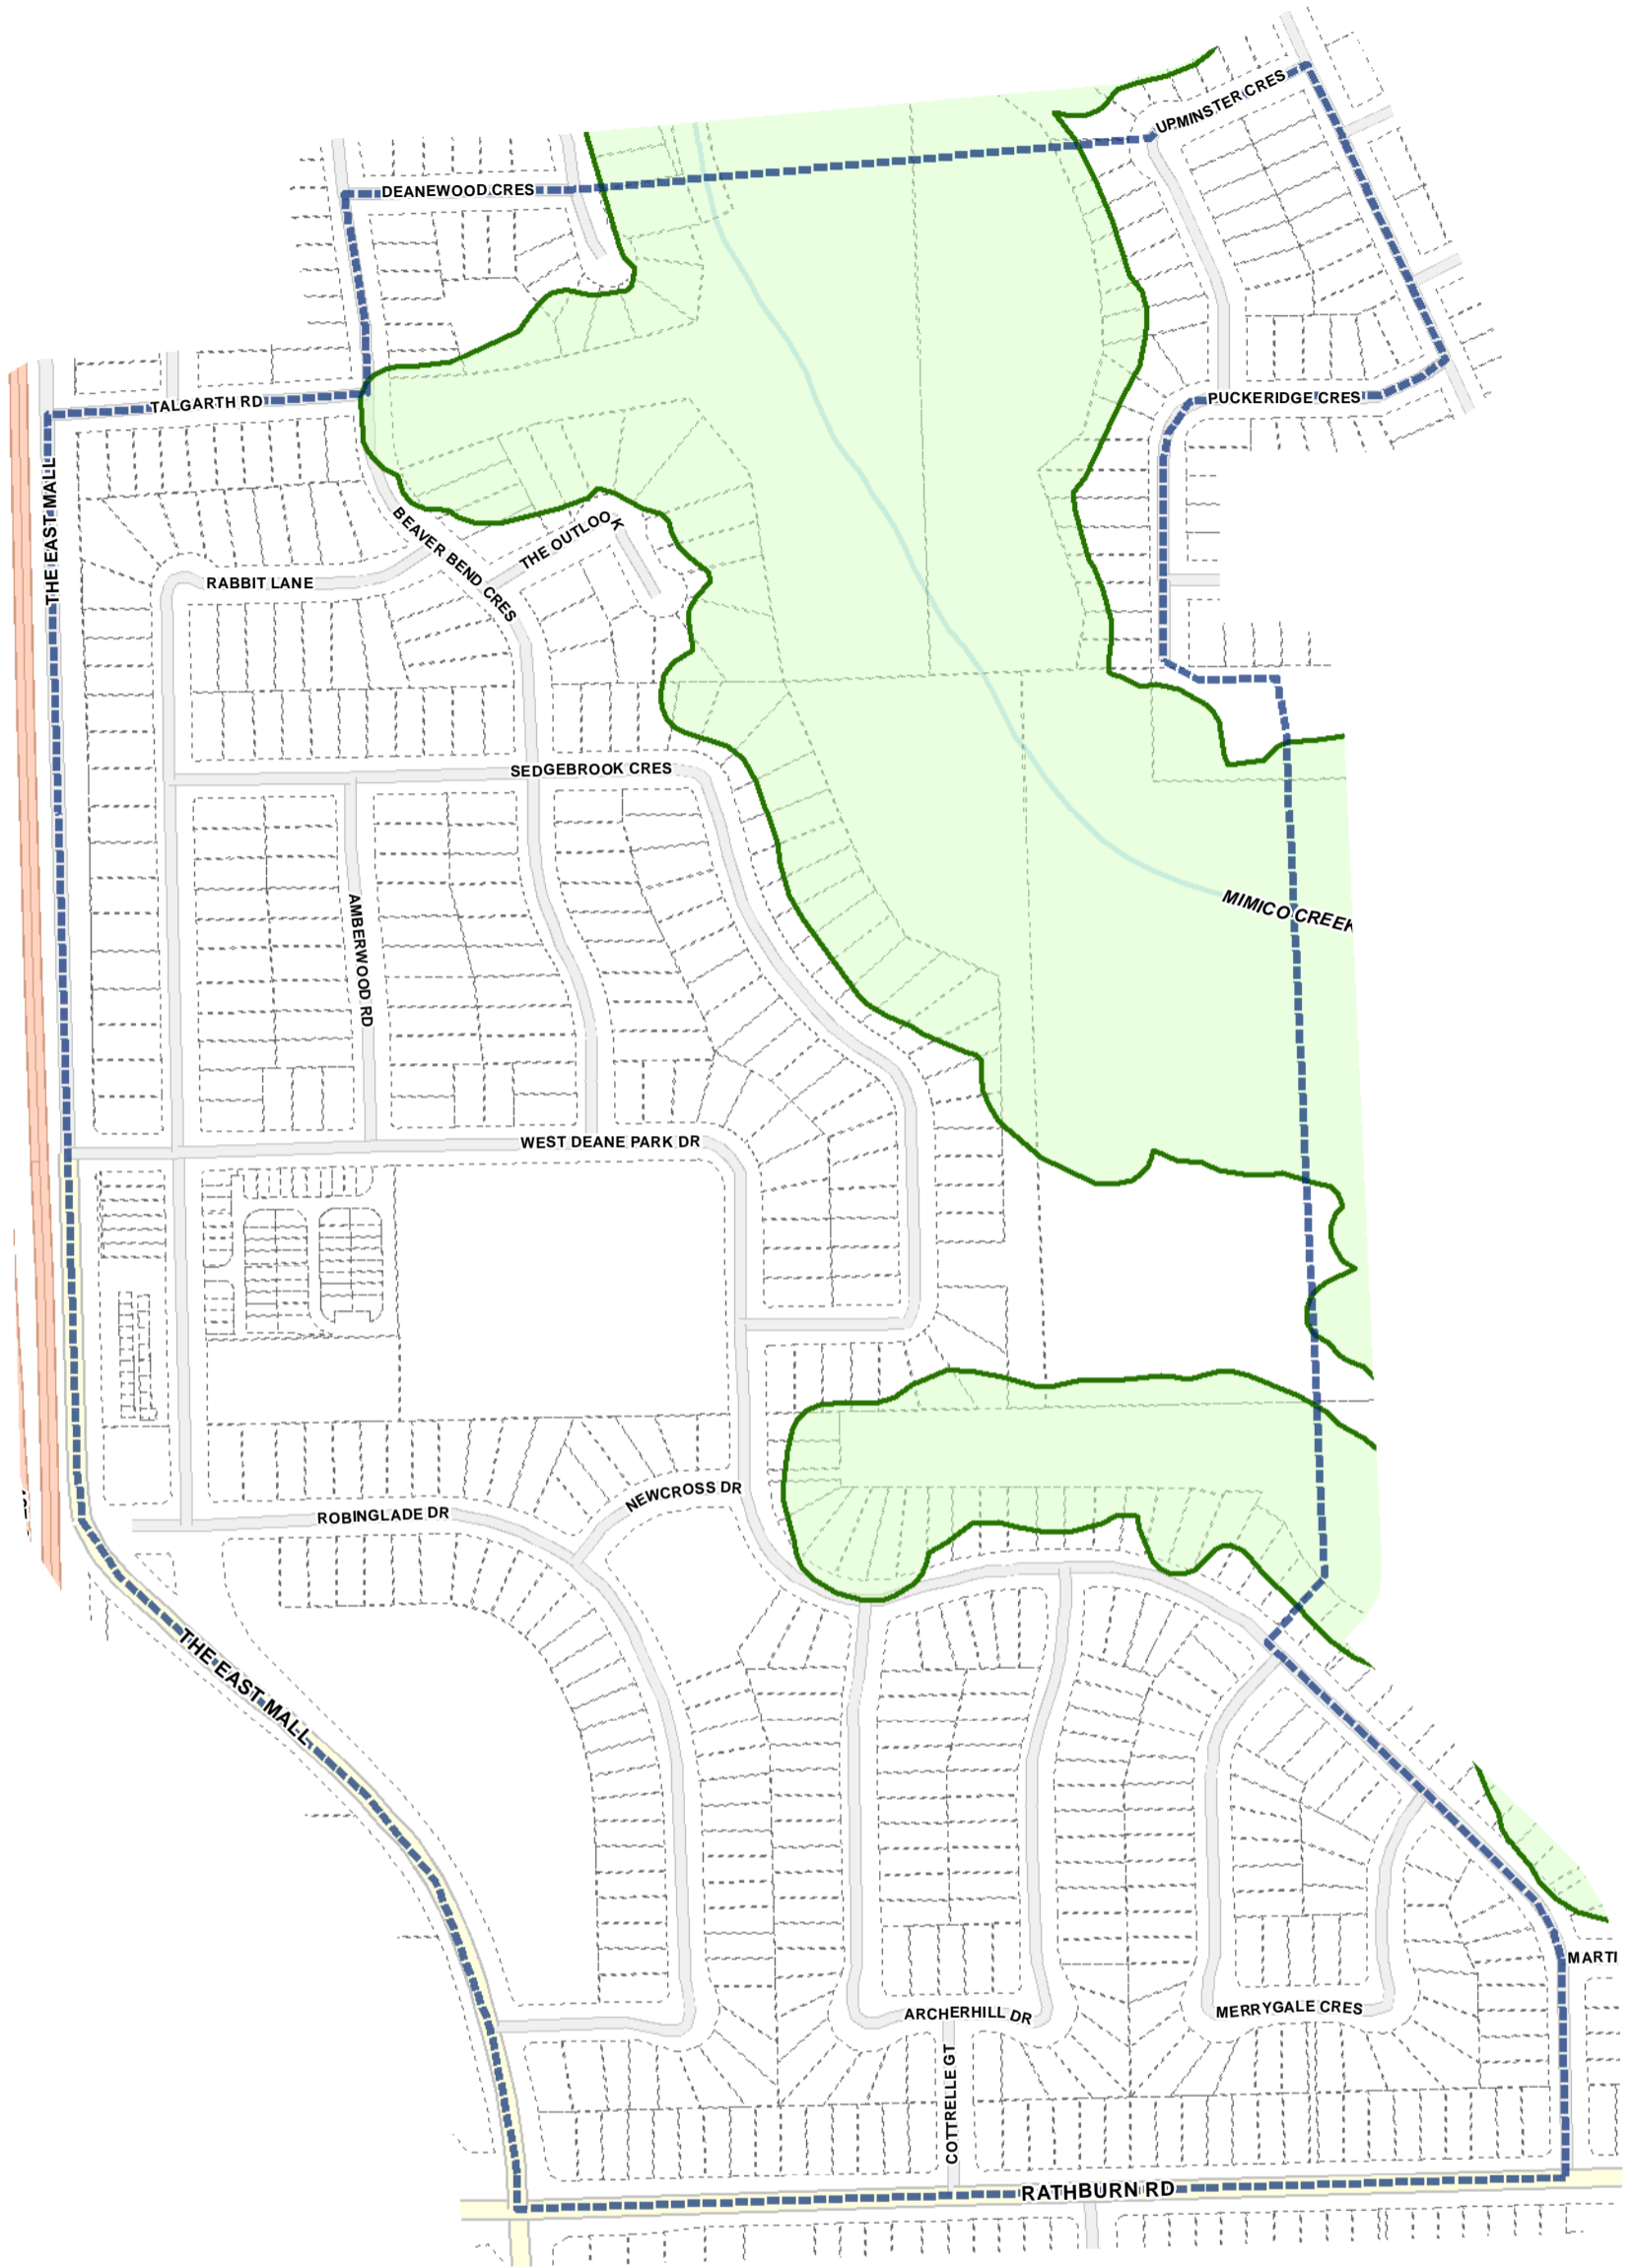 UPMINSTER CRES
DEANEWOOD CRES
PUCKERIDGE CRES
TALGARTH RD
THE EAST MALL
BEAVER BEND CRES
THE OUTLOOK
RABBIT LANE
SEDGEBROOK CRES
MIMICO CREEK
AMBERWOOD RD
WEST DEANE PARK DR
NEWCROSS DR
ROBINGLADE DR
THE EAST MALL
MARTI
ARCHERHILL DR
MERRYGALE CRES
COTTRELLE GT
RATHBURN RD